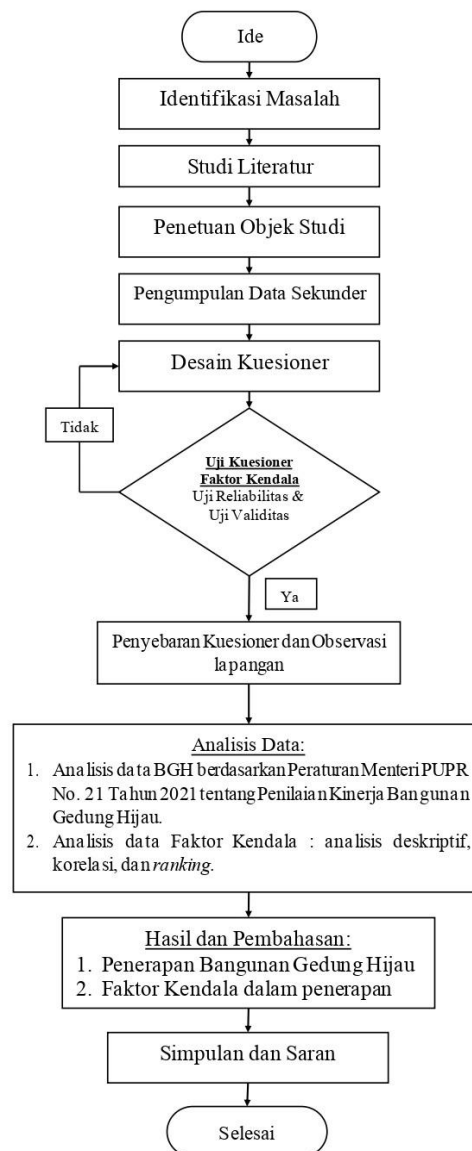 Ide
Identifikasi Masalah
Studi Literatur
Penetuan Objek Studi
Pengumpulan Data Sekunder
Desain Kuesioner
Tidak
Uji Kuesioner
Faktor Kendala
Uji Reliabilitas &
Uji Validitas
Ya
Penyebaran Kuesioner dan Observasi
lapangan
Analisis Data:
1. Analisis data BGH berdasarkan Peraturan Menteri PUPR
No. 21 Tahun 2021 tentang Penilaian Kinerja Bangunan
Gedung Hijau.
2. Analisis data Faktor Kendala : analisis deskriptif,
korelasi, dan ranking.
Hasil dan Pembahasan:
1. Penerapan Bangunan Gedung Hijau
2. Faktor Kendala dalam penerapan
Simpulan dan Saran
Selesai